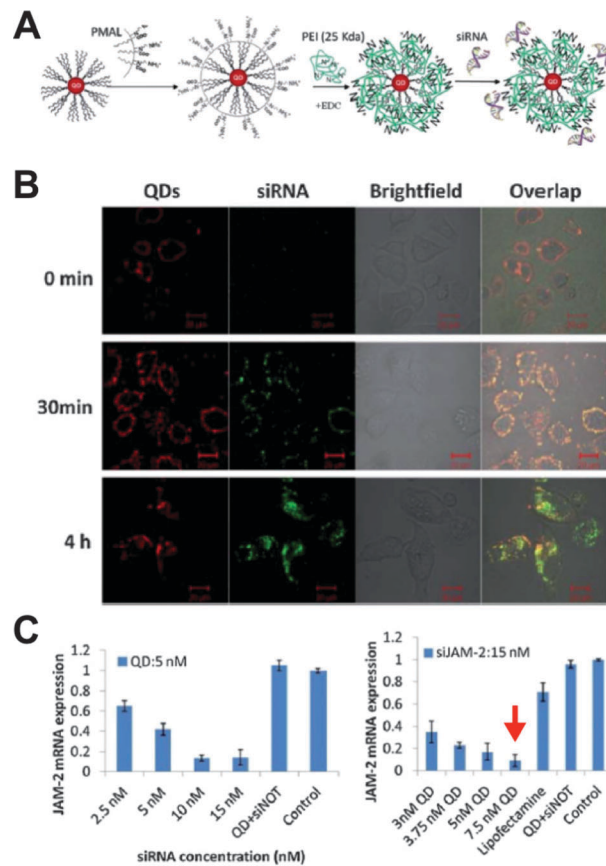 A
PMAL
PEI (25 Kda)
siRNA
QD
QD
+EDC
QD
QD
B
QDs siRNA Brightfield Overlap
0 min
30min
4 h
C
JAM-2 mRNA expression
1.2
1
0.8
0.6
0.4
0.2
0
QD:5 nM
2.5 nM
5 nM
10 nM
15 nM
QD+siNOT
Control
siRNA concentration (nM)
JAM-2 mRNA expression
1
0.8
0.6
0.4
0.2
0
siJAM-2:15 nM
3nM QD
3.75 nM QD
5nM QD
7.5 nM QD
Lipofectamine
QD+siNOT
Control